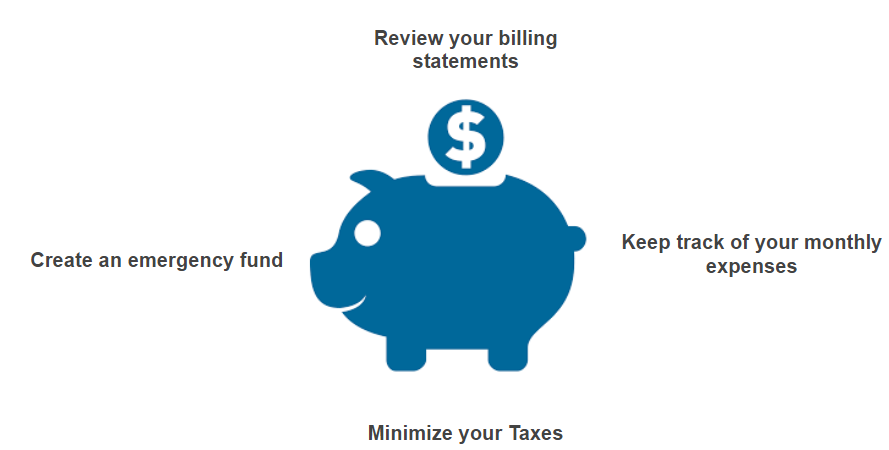 Review your billing
statements
$
Create an emergency fund
Keep track of your monthly
expenses
Minimize your Taxes